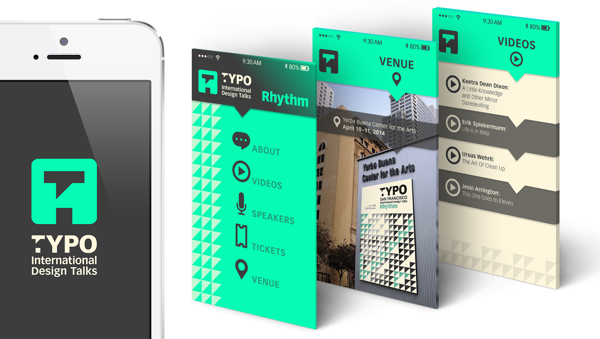 TYPO
International
Design Talks
9:30 AM
80%
TYPO
International
Design Talks
Rhythm
ABOUT
VIDEOS
SPEAKERS
TICKETS
VENUE
9:30 AM
80%
VENUE
Yerba Buena Center for the Arts
April 10–11, 2014
Yerba Buena
Center for the Arts
TYPO
SAN FRANCISCO
Rhythm
9:30 AM
80%
VIDEOS
Keetra Dean Dixon:
A Little Knowledge
and Other Minor
Daredeviling
Erik Spiekermann:
Life is in Beta
Ursus Wehrli:
The Art Of Clean Up
Jessi Arrington:
This One Goes to Eleven